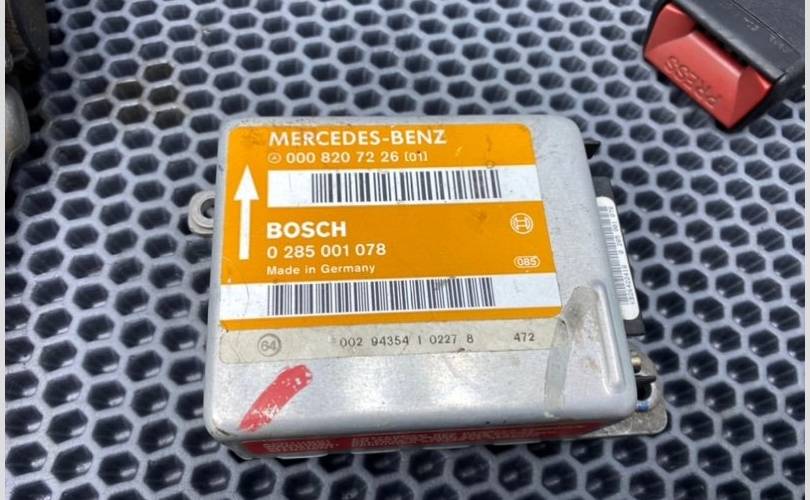 MERCEDES-BENZ
000 820 72 26 [01]
BOSCH
0 285 001 078
Made in Germany
085
64
002 94354 1 0227 8 472
PRESS